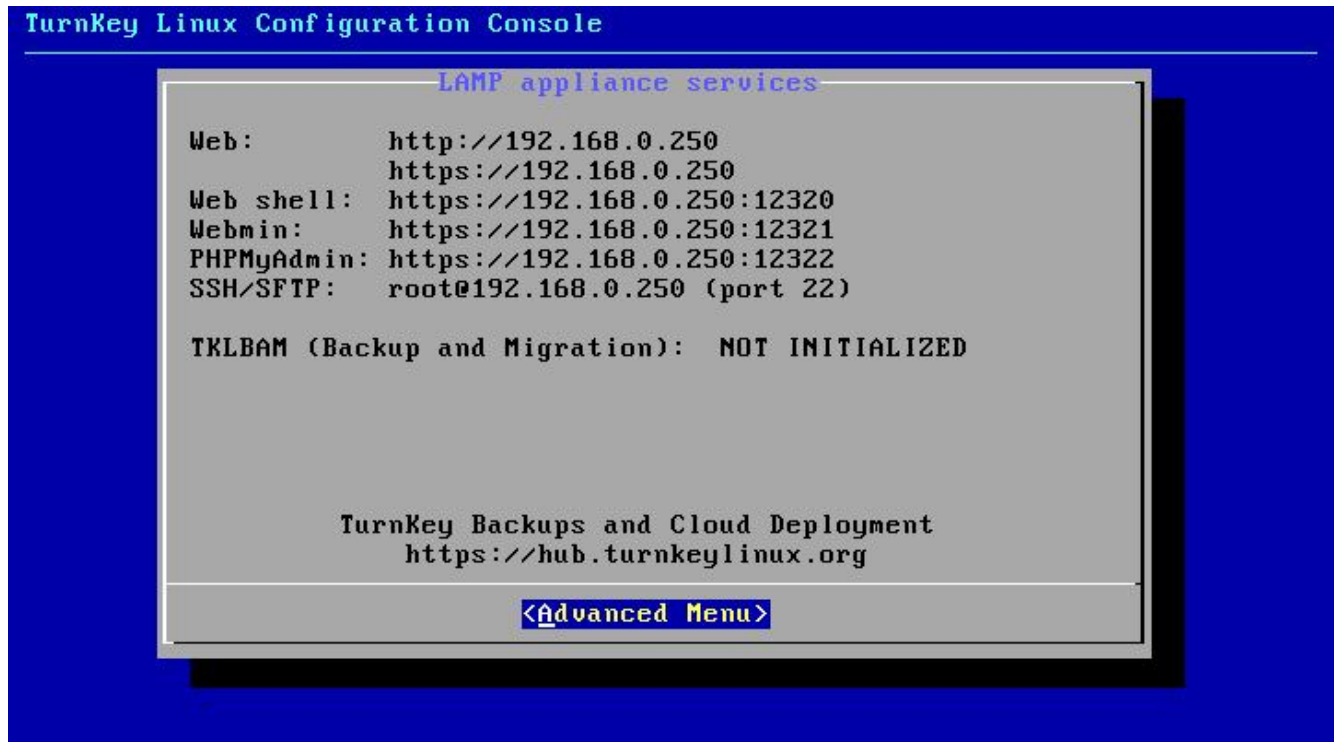 TurnKey Linux Configuration Console
LAMP appliance services
Web: http://192.168.0.250
https://192.168.0.250
Web shell: https://192.168.0.250:12320
Webmin: https://192.168.0.250:12321
PHPMyAdmin: https://192.168.0.250:12322
SSH/SFTP: root@192.168.0.250 (port 22)
TKLBAM (Backup and Migration): NOT INITIALIZED
TurnKey Backups and Cloud Deployment
https://hub.turnkeylinux.org
<Advanced Menu>